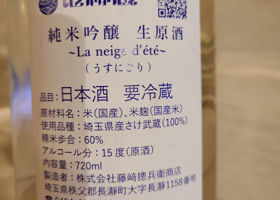 純米吟醸 生原酒
~La neige d'été~
(うすにごり)
品目:日本酒 要冷蔵
原材料名:米(国産)、米麹(国産米)
使用品種:埼玉県産さけ武蔵(100%)
精米歩合:60%
アルコール分:15度(原酒)
内容量:720ml
製造者:株式会社藤﨑摠兵衛商店
埼玉県秩父郡長瀞町大字長瀞1158番地